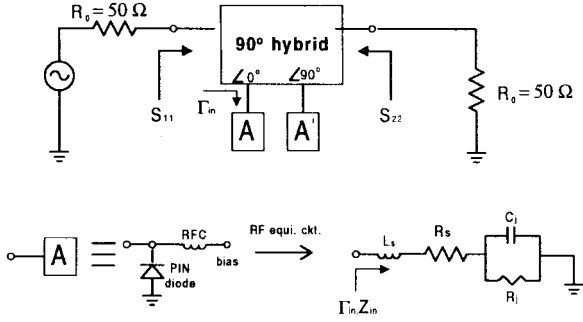 R₀ = 50 Ω
90º hybrid
∠0° ∠90°
R₀ = 50 Ω
S₁₁
Γin
A
A'
S₂₂
A
RFC
bias
PIN
diode
RF equi. ckt.
Ls
Rs
Cj
Rj
Γin,Zin